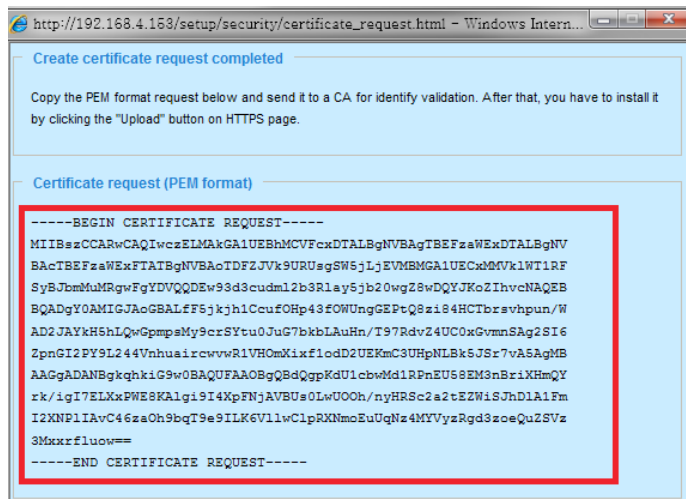 http://192.168.4.153/setup/security/certificate_request.html - Windows Intern...
Create certificate request completed
Copy the PEM format request below and send it to a CA for identify validation. After that, you have to install it
by clicking the "Upload" button on HTTPS page.
Certificate request (PEM format)
-----BEGIN CERTIFICATE REQUEST-----
MIIBszCCARwCAQIwczELMAkGA1UEBhMCVFcxDTALBgNVBAgTBEFzaWExDTALBgNV
BAcTBEFzaWExFTATBgNVBAoTDFZJVk9URUsgSW5jLjEVMBMGA1UECxMMVklWT1RF
SyBJbmMuMRgwFgYDVQQDEw93d3cudml2b3Rlay5jb20wgZ8wDQYJKoZIhvcNAQEB
BQADgY0AMIGJAoGBALfF5jkjh1CcufOHp43fOWUngGEPtQ8zi84HCTbrsvhpun/W
AD2JAYkH5hLQwGpmpsMy9crSYtu0JuG7bkbLAuHn/T97RdvZ4UC0xGvmnSAg2SI6
ZpnGI2PY9L244VnhuaircwvwR1VHOmXixflodD2UEKmC3UHpNLBk5JSr7vA5AgMB
AAGgADANBgkqhkiG9w0BAQUFAAOBgQBdQgpKdU1cbwMd1RPnEU58EM3nBriXHmQY
rk/igI7ELXxPWE8KAlgi9I4XpFNjAVBUs0LwUOOh/nyHRSc2a2tEZWiSJhDlA1Fm
I2XNPlIAvC46zaOh9bqT9e9ILK6VllwClpRXNmoEuUqNz4MYVyzRgd3zoeQuZSVz
3Mxxrfluow==
-----END CERTIFICATE REQUEST-----